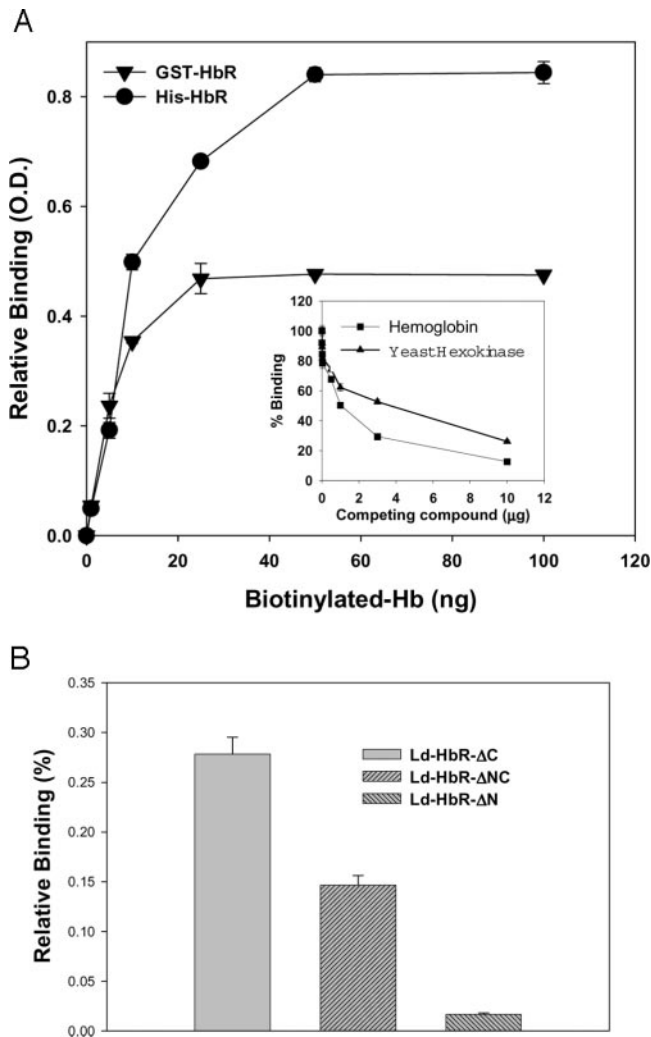 A
GST-HbR
His-HbR
Relative Binding (O.D.)
0.8
0.6
0.4
0.2
0.0
0 20 40 60 80 100 120
Biotinylated-Hb (ng)
Hemoglobin
YeastHexokinase
% Binding
120
100
80
60
40
20
0
0 2 4 6 8 10 12
Competing compound (µg)
B
Relative Binding (%)
0.35
0.30
0.25
0.20
0.15
0.10
0.05
0.00
Ld-HbR-ΔC
Ld-HbR-ΔNC
Ld-HbR-ΔN